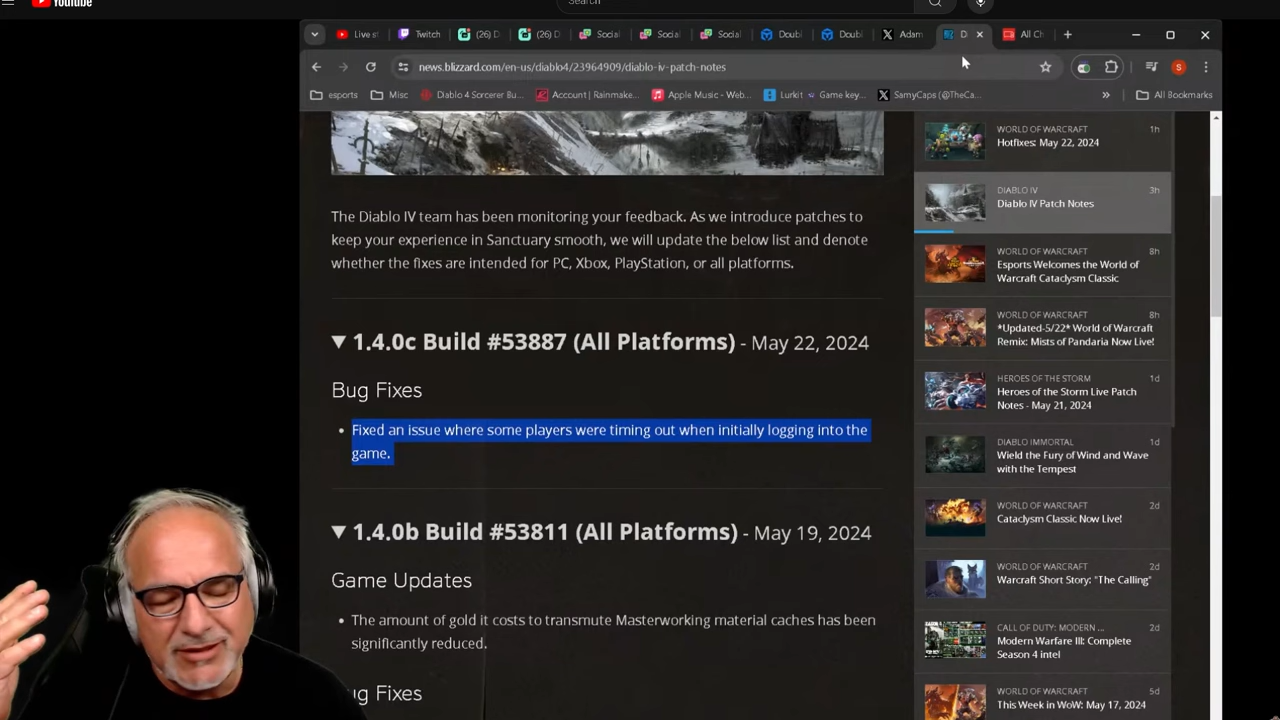 YouTube
Search
Live st
Twitch
(26) D
(26) D
Social
Social
Social
Doubl
Doubl
Adam
D
All Ch
news.blizzard.com/en-us/diablo4/23964909/diablo-iv-patch-notes
S
esports
Misc
Diablo 4 Sorcerer Bu...
Account | Rainmake...
Apple Music - Web...
Lurkit
Game key...
SamyCaps (@TheCa...
All Bookmarks
The Diablo IV team has been monitoring your feedback. As we introduce patches to
keep your experience in Sanctuary smooth, we will update the below list and denote
whether the fixes are intended for PC, Xbox, PlayStation, or all platforms.
1.4.0c Build #53887 (All Platforms) - May 22, 2024
Bug Fixes
• Fixed an issue where some players were timing out when initially logging into the
game.
1.4.0b Build #53811 (All Platforms) - May 19, 2024
Game Updates
• The amount of gold it costs to transmute Masterworking material caches has been
significantly reduced.
ug Fixes
WORLD OF WARCRAFT 1h
Hotfixes: May 22, 2024
DIABLO IV 3h
Diablo IV Patch Notes
WORLD OF WARCRAFT 8h
Esports Welcomes the World of
Warcraft Cataclysm Classic
WORLD OF WARCRAFT 8h
*Updated-5/22* World of Warcraft
Remix: Mists of Pandaria Now Live!
HEROES OF THE STORM 1d
Heroes of the Storm Live Patch
Notes - May 21, 2024
DIABLO IMMORTAL 1d
Wield the Fury of Wind and Wave
with the Tempest
WORLD OF WARCRAFT 2d
Cataclysm Classic Now Live!
WORLD OF WARCRAFT 2d
Warcraft Short Story: "The Calling"
CALL OF DUTY: MODERN ... 2d
Modern Warfare III: Complete
Season 4 intel
WORLD OF WARCRAFT 5d
This Week in WoW: May 17, 2024